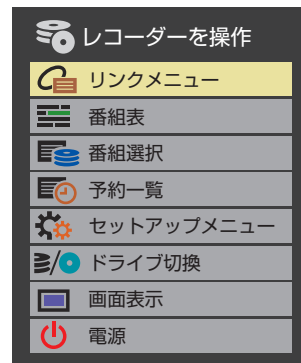 レコーダーを操作
リンクメニュー
番組表
番組選択
予約一覧
セットアップメニュー
ドライブ切換
画面表示
電源